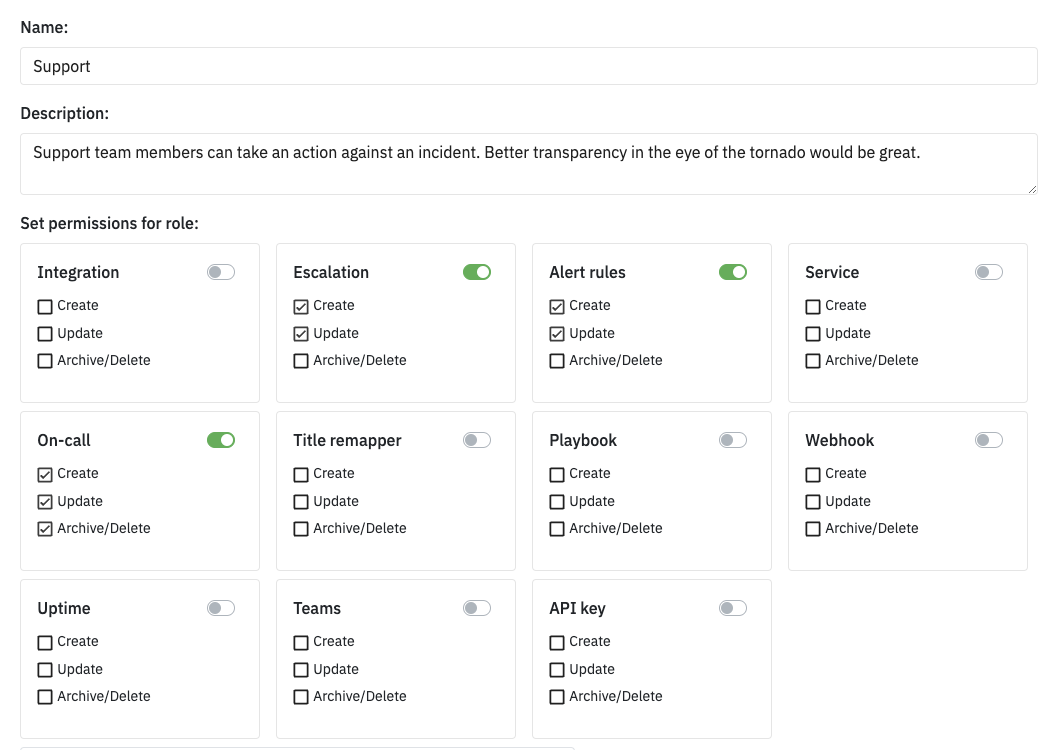 Name:
Support
Description:
Support team members can take an action against an incident. Better transparency in the eye of the tornado would be great.
Set permissions for role:
Integration
Create
Update
Archive/Delete
Escalation
Create
Update
Archive/Delete
Alert rules
Create
Update
Archive/Delete
Service
Create
Update
Archive/Delete
On-call
Create
Update
Archive/Delete
Title remapper
Create
Update
Archive/Delete
Playbook
Create
Update
Archive/Delete
Webhook
Create
Update
Archive/Delete
Uptime
Create
Update
Archive/Delete
Teams
Create
Update
Archive/Delete
API key
Create
Update
Archive/Delete